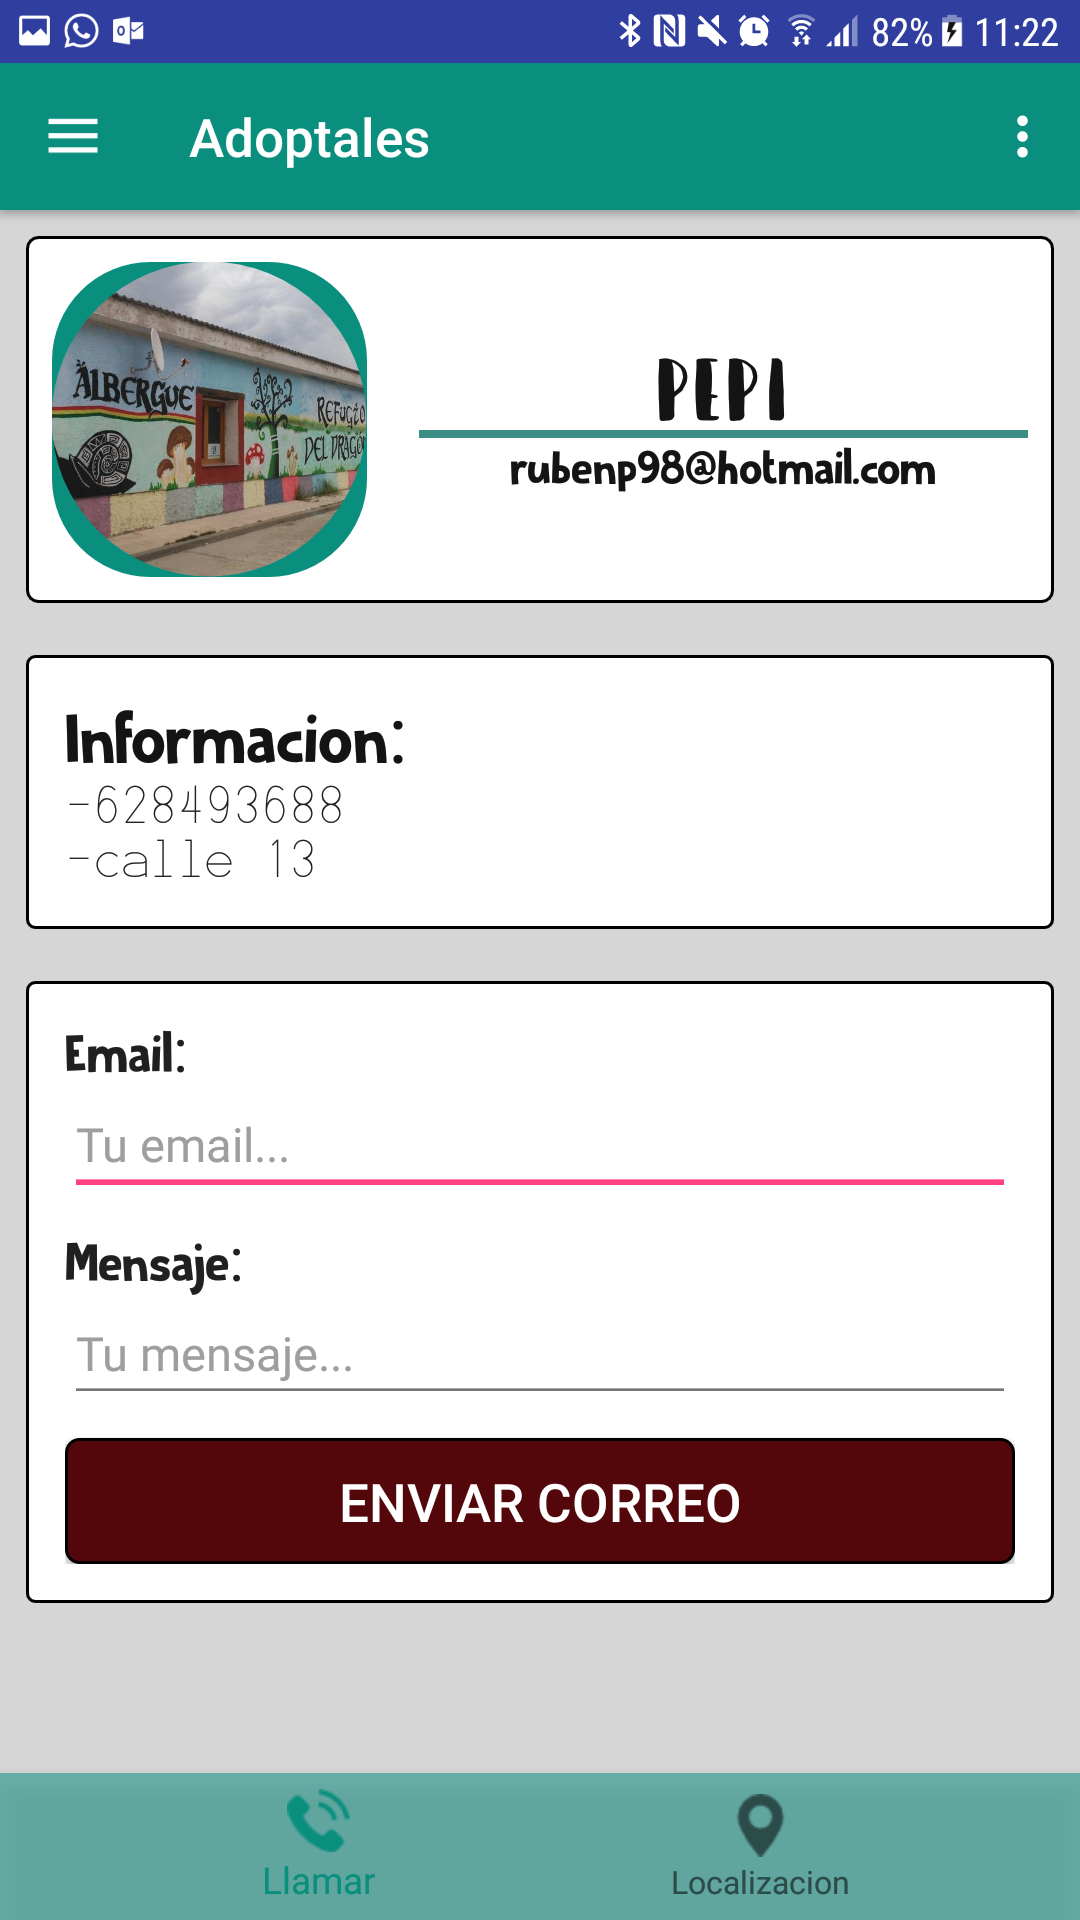 82% 11:22
Adoptales
ALBERGUE
REFUGIO
DEL DRAGÓN
PEPI
rubenp98@hotmail.com
Informacion:
-628493688
-calle 13
Email:
Tu email...
Mensaje:
Tu mensaje...
ENVIAR CORREO
Llamar
Localizacion